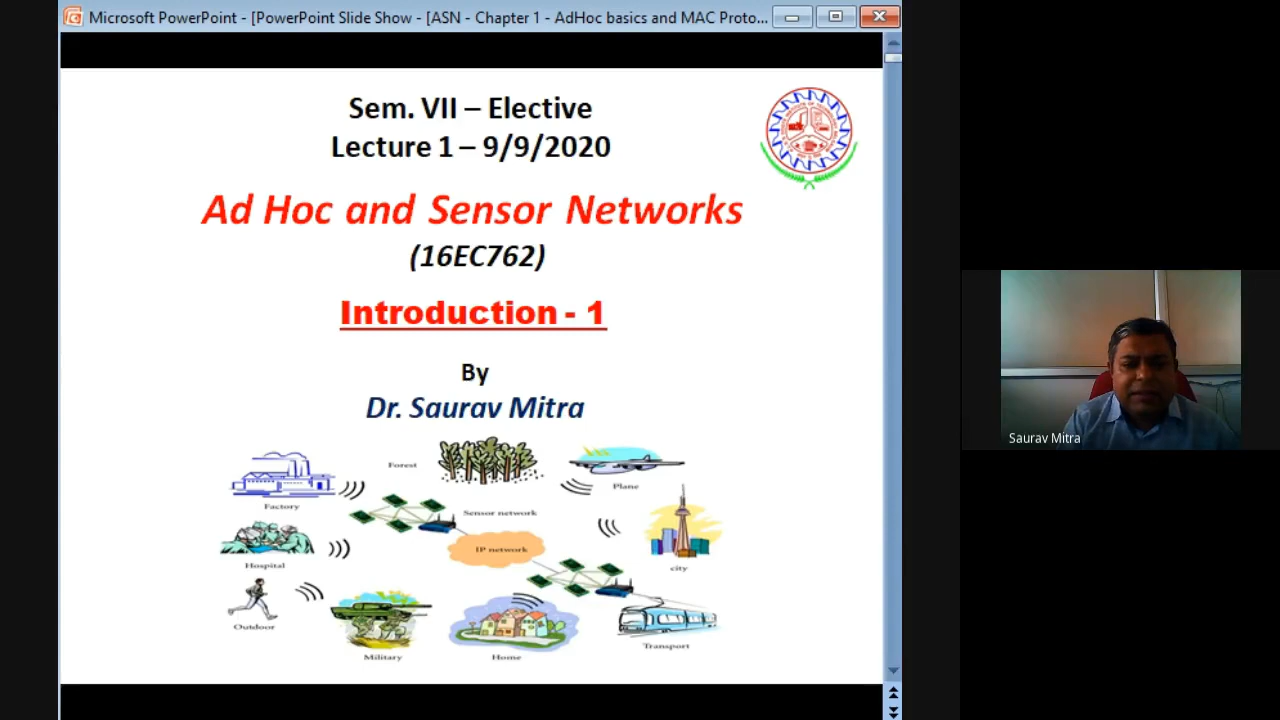 Microsoft PowerPoint - [PowerPoint Slide Show - [ASN - Chapter 1 - AdHoc basics and MAC Proto...
Sem. VII – Elective
Lecture 1 – 9/9/2020
Ad Hoc and Sensor Networks
(16EC762)
Introduction - 1
By
Dr. Saurav Mitra
Forest
Plane
Factory
Sensor network
IP network
Hospital
city
Outdoor
Military
Home
Transport
Saurav Mitra